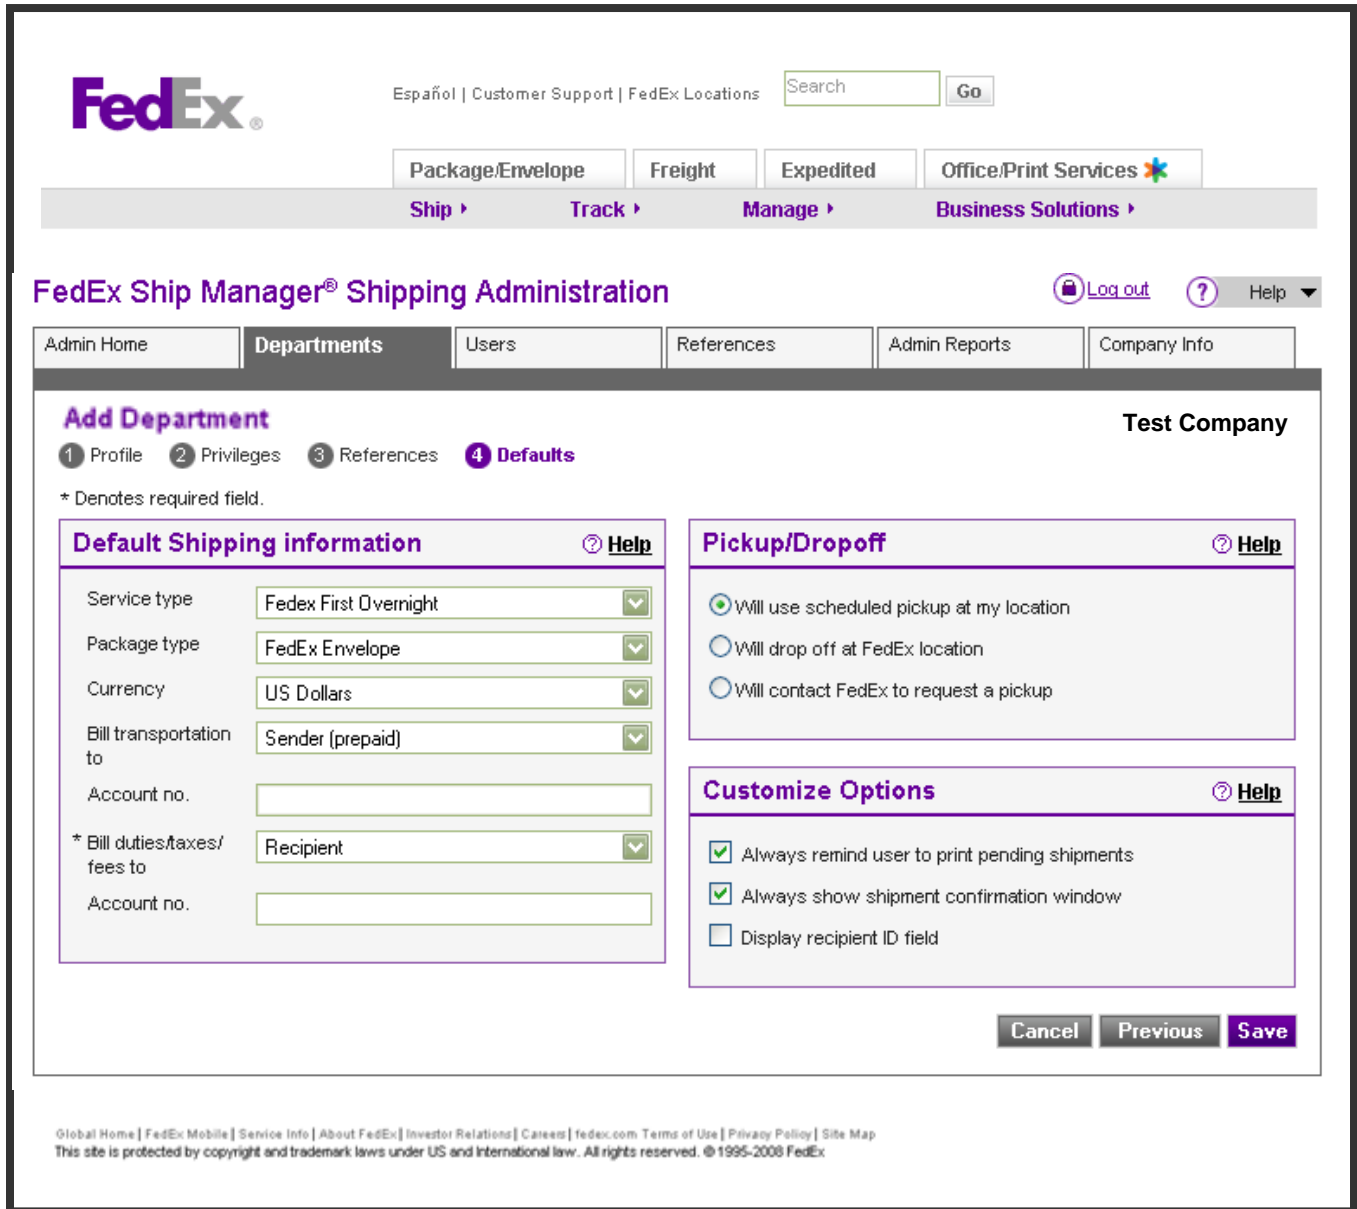 FedEx®
Español | Customer Support | FedEx Locations
Search
Go
Package/Envelope
Freight
Expedited
Office/Print Services
Ship
Track
Manage
Business Solutions
FedEx Ship Manager® Shipping Administration
Log out
? Help
Admin Home
Departments
Users
References
Admin Reports
Company Info
Add Department
Test Company
1 Profile 2 Privileges 3 References 4 Defaults
* Denotes required field.
Default Shipping information
? Help
Service type
Fedex First Overnight
Package type
FedEx Envelope
Currency
US Dollars
Bill transportation
to
Sender (prepaid)
Account no.
* Bill duties/taxes/
fees to
Recipient
Account no.
Pickup/Dropoff
? Help
Will use scheduled pickup at my location
Will drop off at FedEx location
Will contact FedEx to request a pickup
Customize Options
? Help
Always remind user to print pending shipments
Always show shipment confirmation window
Display recipient ID field
Cancel
Previous
Save
Global Home | FedEx Mobile | Service Info | About FedEx | Investor Relations | Careers | fedex.com Terms of Use | Privacy Policy | Site Map
This site is protected by copyright and trademark laws under US and International law. All rights reserved. © 1995-2008 FedEx